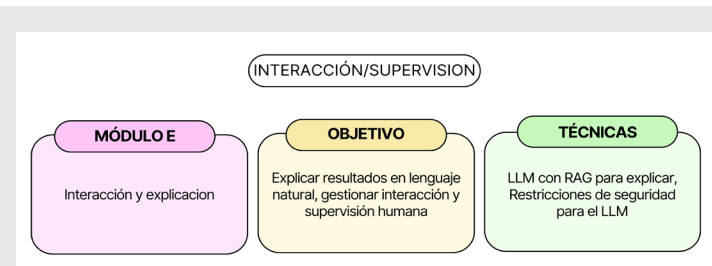 INTERACCIÓN/SUPERVISION
MÓDULO E
Interacción y explicacion
OBJETIVO
Explicar resultados en lenguaje
natural, gestionar interacción y
supervisión humana
TÉCNICAS
LLM con RAG para explicar,
Restricciones de seguridad
para el LLM